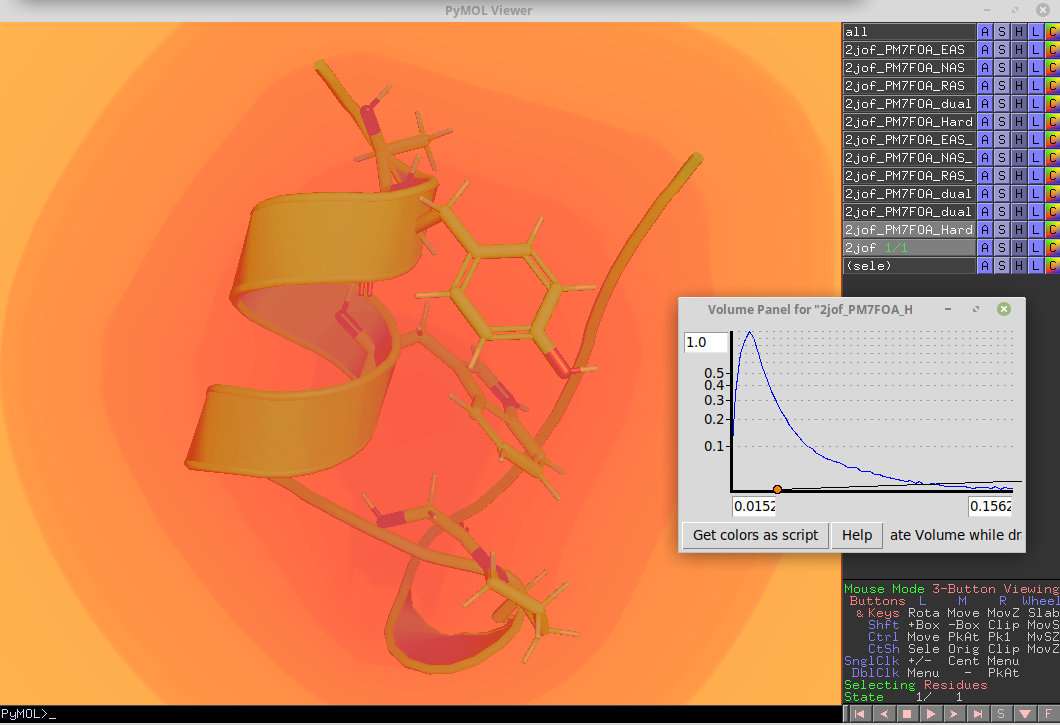 PyMOL Viewer
all A S H L C
2jof_PM7FOA_EAS A S H L C
2jof_PM7FOA_NAS A S H L C
2jof_PM7FOA_RAS A S H L C
2jof_PM7FOA_dual A S H L C
2jof_PM7FOA_Hard A S H L C
2jof_PM7FOA_EAS_ A S H L C
2jof_PM7FOA_NAS_ A S H L C
2jof_PM7FOA_RAS_ A S H L C
2jof_PM7FOA_dual A S H L C
2jof_PM7FOA_dual A S H L C
2jof_PM7FOA_Hard A S H L C
2jof 1/1 A S H L C
(sele) A S H L C
Volume Panel for "2jof_PM7FOA_H
1.0
0.5
0.4
0.3
0.2
0.1
0.0152 0.1562
Get colors as script Help ate Volume while dr
Mouse Mode 3-Button Viewing
Buttons L M R Wheel
& Keys Rota Move MovZ Slab
Shft +Box -Box Clip MovS
Ctrl Move PkAt Pk1 MvSZ
CtSh Sele Orig Clip MovZ
SnglClk +/- Cent Menu
DblClk Menu - PkAt
Selecting Residues
State 1/ 1
PyMOL>_
S F